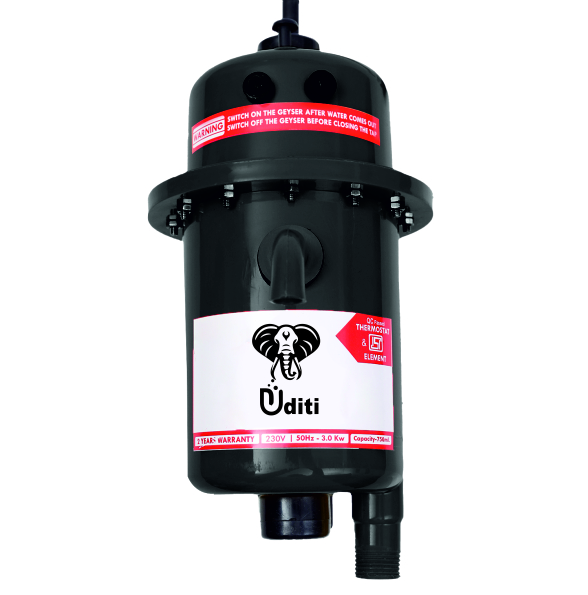 WARNING
SWITCH ON THE GEYSER AFTER WATER COMES OUT
SWITCH OFF THE GEYSER BEFORE CLOSING THE TAP
QC Passed
THERMOSTAT
&
ISI
ELEMENT
Uditi
2 YEARS WARRANTY | 230V | 50Hz - 3.0 Kw | Capacity-750ml